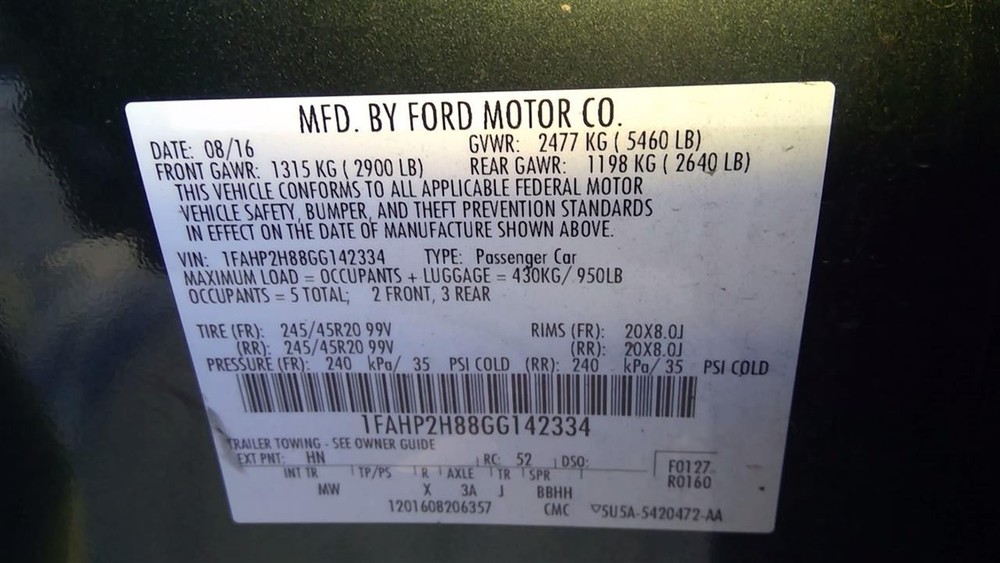 MFD. BY FORD MOTOR CO.
DATE: 08/16 GVWR: 2477 KG ( 5460 LB)
FRONT GAWR: 1315 KG ( 2900 LB) REAR GAWR: 1198 KG ( 2640 LB)
THIS VEHICLE CONFORMS TO ALL APPLICABLE FEDERAL MOTOR
VEHICLE SAFETY, BUMPER, AND THEFT PREVENTION STANDARDS
IN EFFECT ON THE DATE OF MANUFACTURE SHOWN ABOVE.
VIN: 1FAHP2H88GG142334 TYPE: Passenger Car
MAXIMUM LOAD = OCCUPANTS + LUGGAGE = 430KG/ 950LB
OCCUPANTS = 5 TOTAL; 2 FRONT, 3 REAR
TIRE (FR): 245/45R20 99V RIMS (FR): 20X8.0J
(RR): 245/45R20 99V (RR): 20X8.0J
PRESSURE (FR): 240 kPa/ 35 PSI COLD (RR): 240 kPa/ 35 PSI COLD
1FAHP2H88GG142334
TRAILER TOWING - SEE OWNER GUIDE
EXT PNT: HN RC: 52 DSO: F0127
INT TR TP/PS R AXLE TR SPR R0160
MW X 3A J BBHH
1201608206357 CMC ▽5U5A-5420472-AA